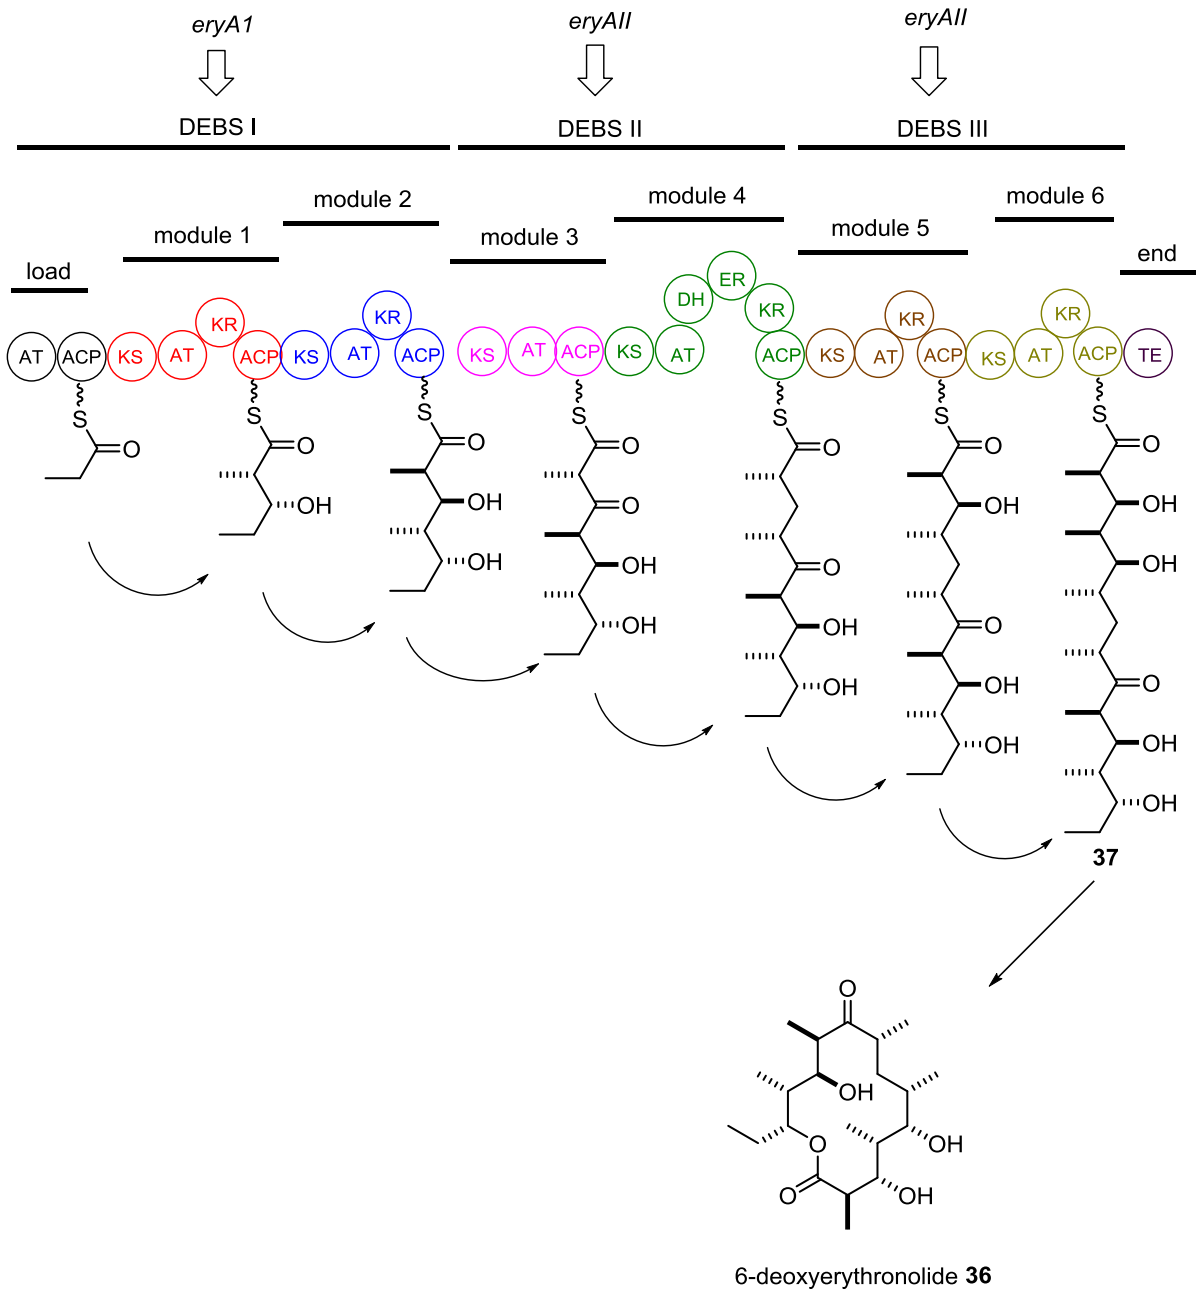 eryA1 eryAII eryAII
DEBS I DEBS II DEBS III
module 2 module 4 module 6
module 1 module 3 module 5
load end
AT ACP KS AT KR ACP KS AT KR ACP KS AT ACP KS AT DH ER KR ACP KS AT KR ACP KS AT KR ACP TE
S S S S S S S
O O O O O O O
OH OH O OH OH
OH OH O OH
OH OH O
OH OH OH
OH O
OH OH
OH
37
O
OH
O OH
O OH
6-deoxyerythronolide 36